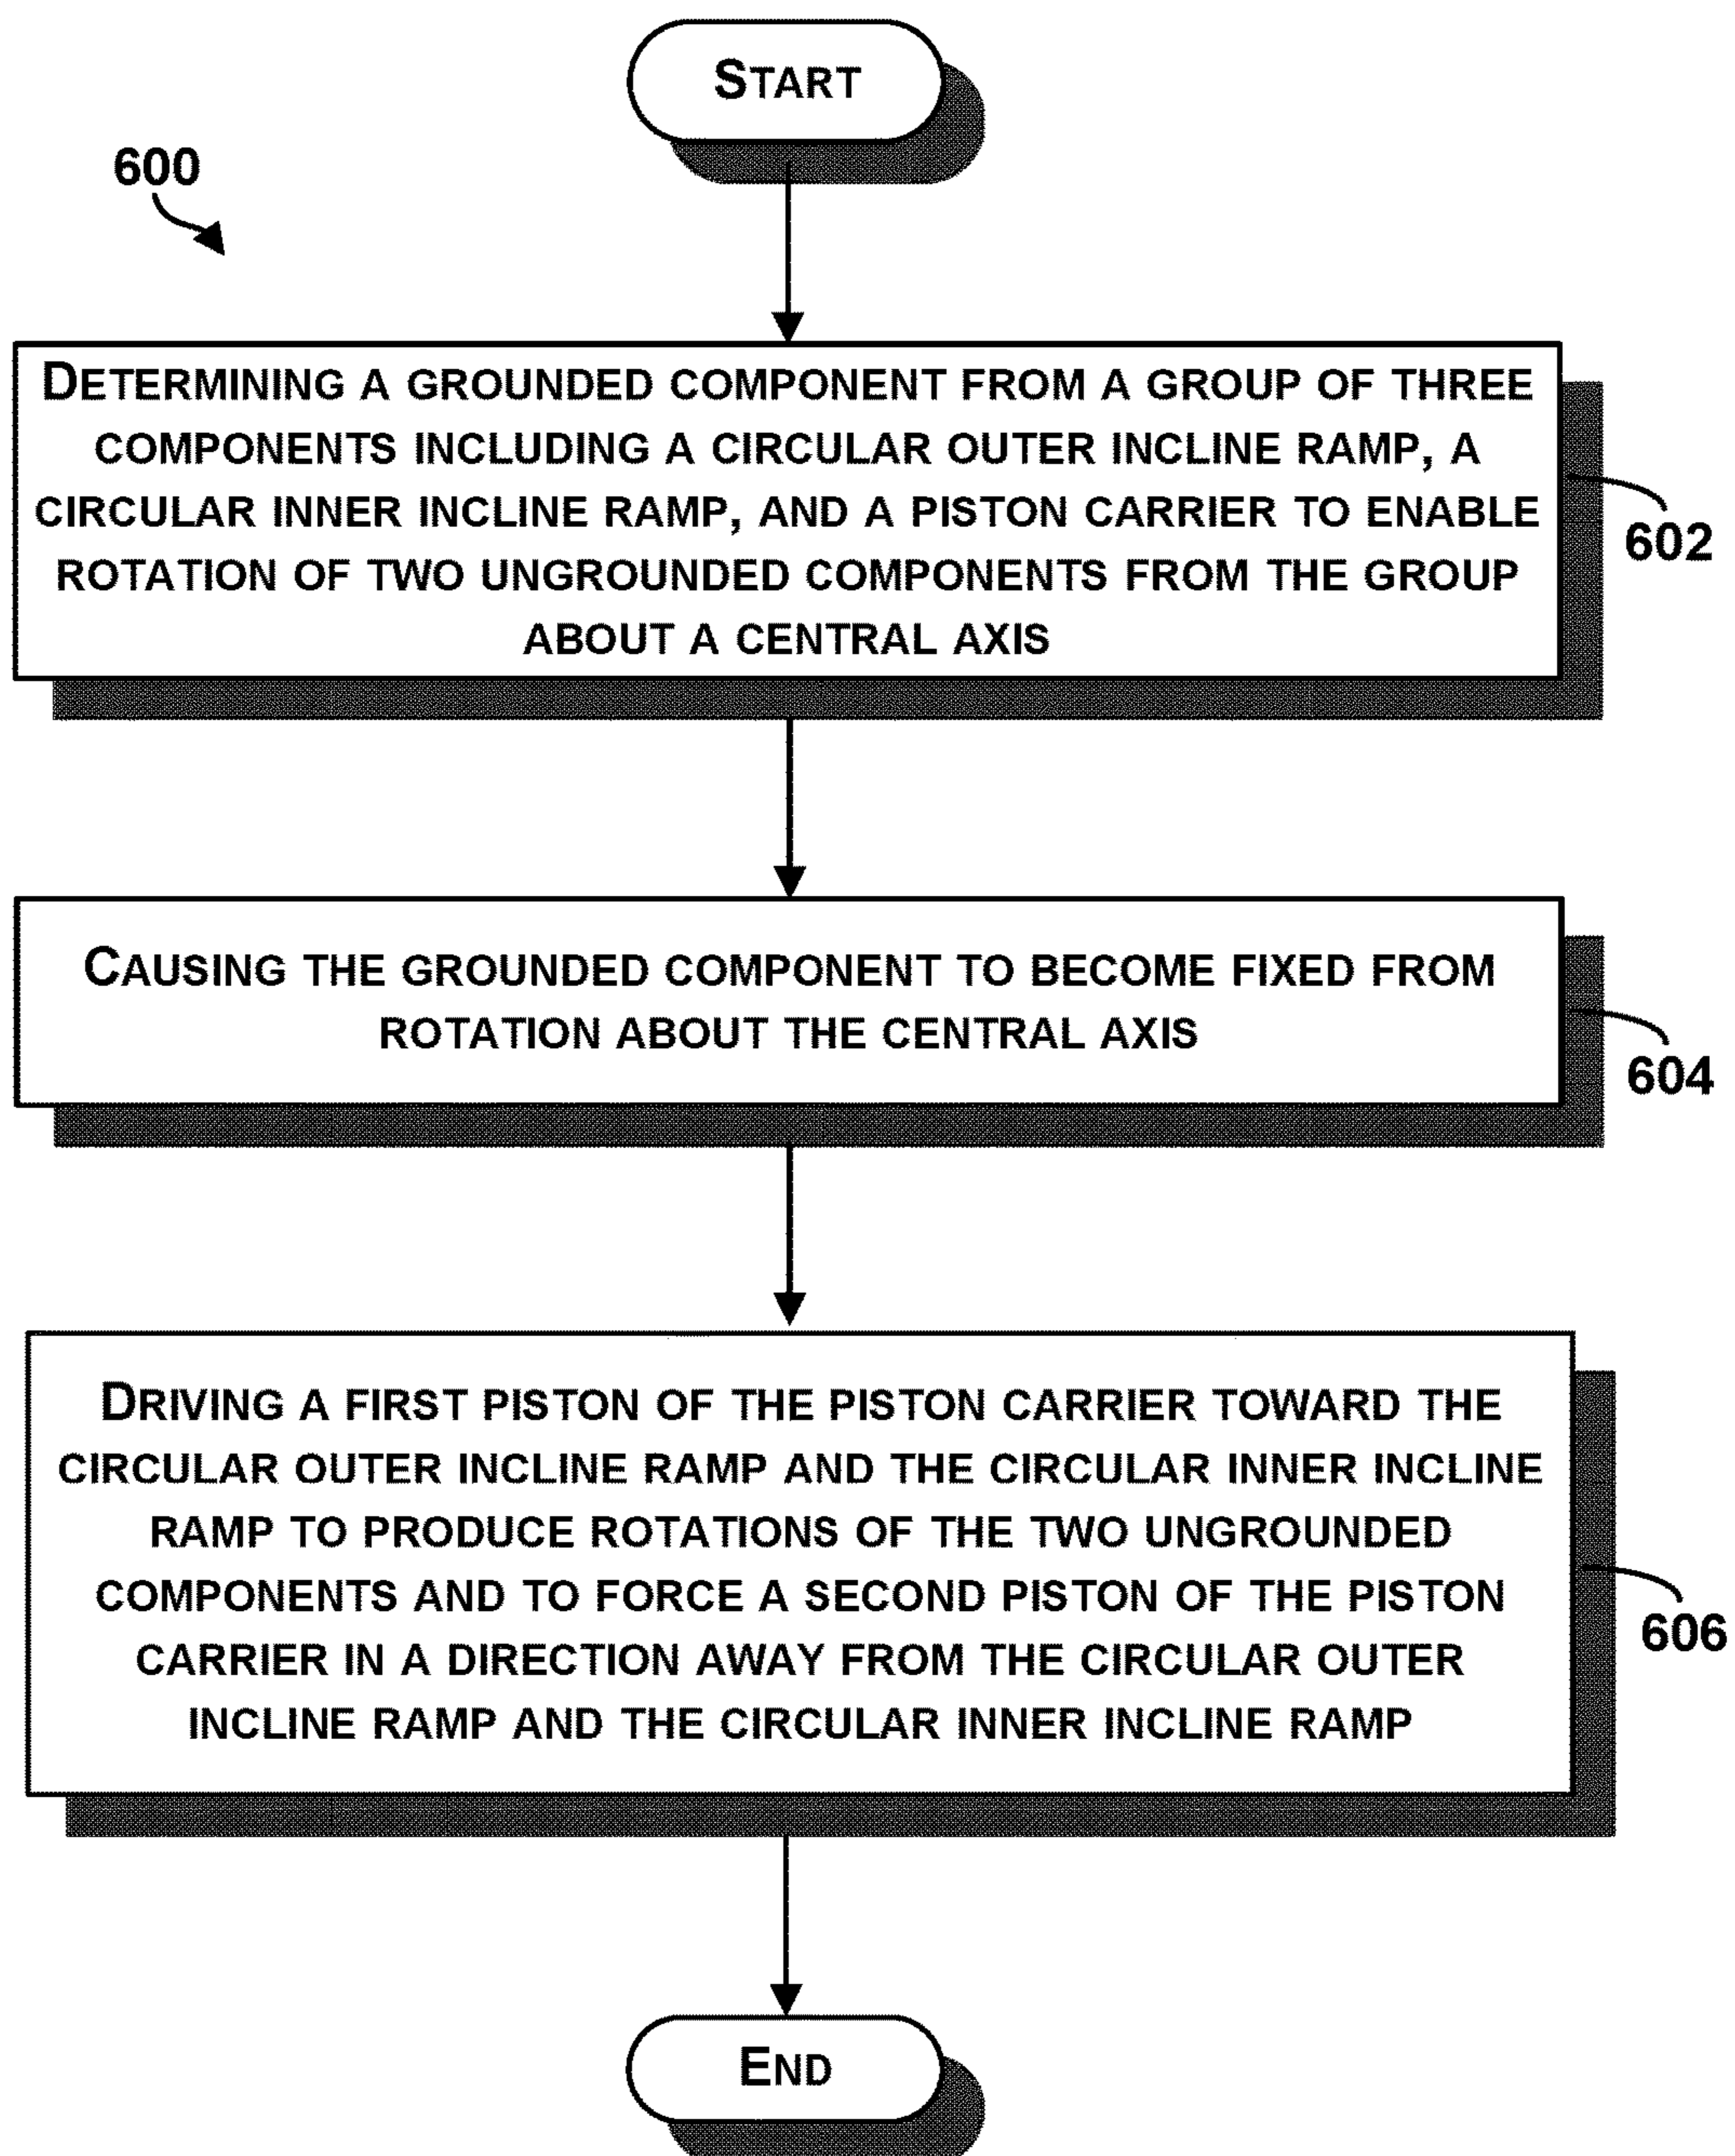 START
600
DETERMINING A GROUNDED COMPONENT FROM A GROUP OF THREE
COMPONENTS INCLUDING A CIRCULAR OUTER INCLINE RAMP, A
CIRCULAR INNER INCLINE RAMP, AND A PISTON CARRIER TO ENABLE
ROTATION OF TWO UNGROUNDED COMPONENTS FROM THE GROUP
ABOUT A CENTRAL AXIS
602
CAUSING THE GROUNDED COMPONENT TO BECOME FIXED FROM
ROTATION ABOUT THE CENTRAL AXIS
604
DRIVING A FIRST PISTON OF THE PISTON CARRIER TOWARD THE
CIRCULAR OUTER INCLINE RAMP AND THE CIRCULAR INNER INCLINE
RAMP TO PRODUCE ROTATIONS OF THE TWO UNGROUNDED
COMPONENTS AND TO FORCE A SECOND PISTON OF THE PISTON
CARRIER IN A DIRECTION AWAY FROM THE CIRCULAR OUTER
INCLINE RAMP AND THE CIRCULAR INNER INCLINE RAMP
606
END